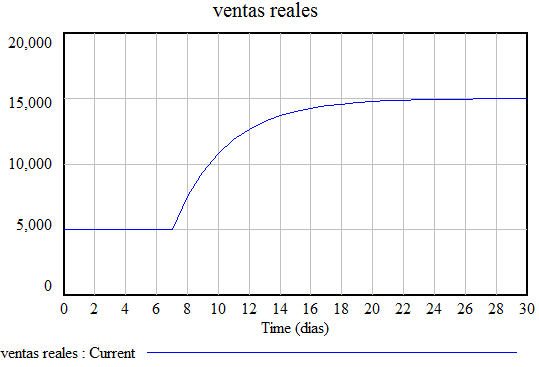 ventas reales
20,000
15,000
10,000
5,000
0
0 2 4 6 8 10 12 14 16 18 20 22 24 26 28 30
Time (dias)
ventas reales : Current